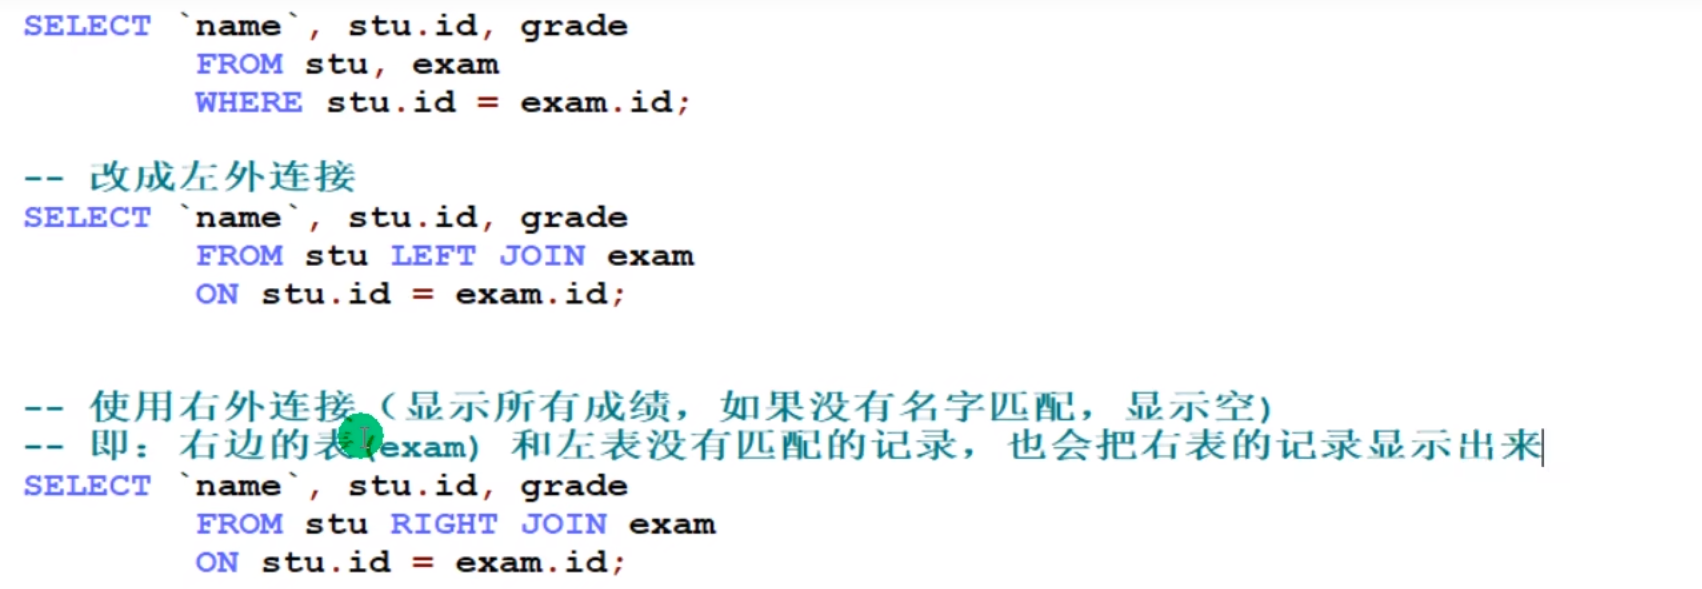 SELECT `name`, stu.id, grade
FROM stu, exam
WHERE stu.id = exam.id;
-- 改成左外连接
SELECT `name`, stu.id, grade
FROM stu LEFT JOIN exam
ON stu.id = exam.id;
-- 使用右外连接（显示所有成绩，如果没有名字匹配，显示空)
-- 即：右边的表(exam) 和左表没有匹配的记录，也会把右表的记录显示出来
SELECT `name`, stu.id, grade
FROM stu RIGHT JOIN exam
ON stu.id = exam.id;